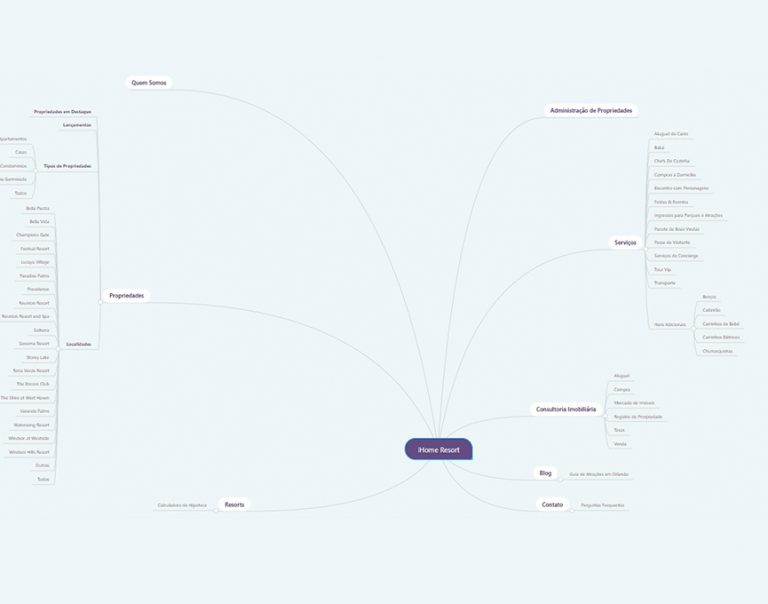 Quem Somos
Propriedades em Destaque
Lançamentos
Tipos de Propriedades
Casas
Condomínios
Todos
Propriedades
Localidades
Bella Piazza
Bella Vida
Champions Gate
Festival Resort
Lucaya Village
Paradise Palms
Providence
Reunion Resort
Reunion Resort and Spa
Solterra
Sonoma Resort
Storey Lake
Terra Verde Resort
The Encore Club
The Shire at West Haven
Veranda Palms
Watersong Resort
Windsor at Westside
Windsor Hills Resort
Outras
Todos
Resorts
Calculadora de Hipoteca
iHome Resort
Administração de Propriedades
Serviços
Aluguel de Carro
Babá
Chefs De Cozinha
Compras à Domicílio
Encontro com Personagens
Festas & Eventos
Ingressos para Parques e Atrações
Pacote de Boas Vindas
Passe de Visitante
Serviços de Concierge
Tour Vip
Transporte
Itens Adicionais
Berços
Carrinhos de Bebê
Carrinhos Elétricos
Churrasqueiras
Consultoria Imobiliária
Aluguel
Compra
Mercado de Imóveis
Registro de Propriedade
Taxas
Venda
Blog
Guia de Atrações em Orlando
Contato
Perguntas Frequentes